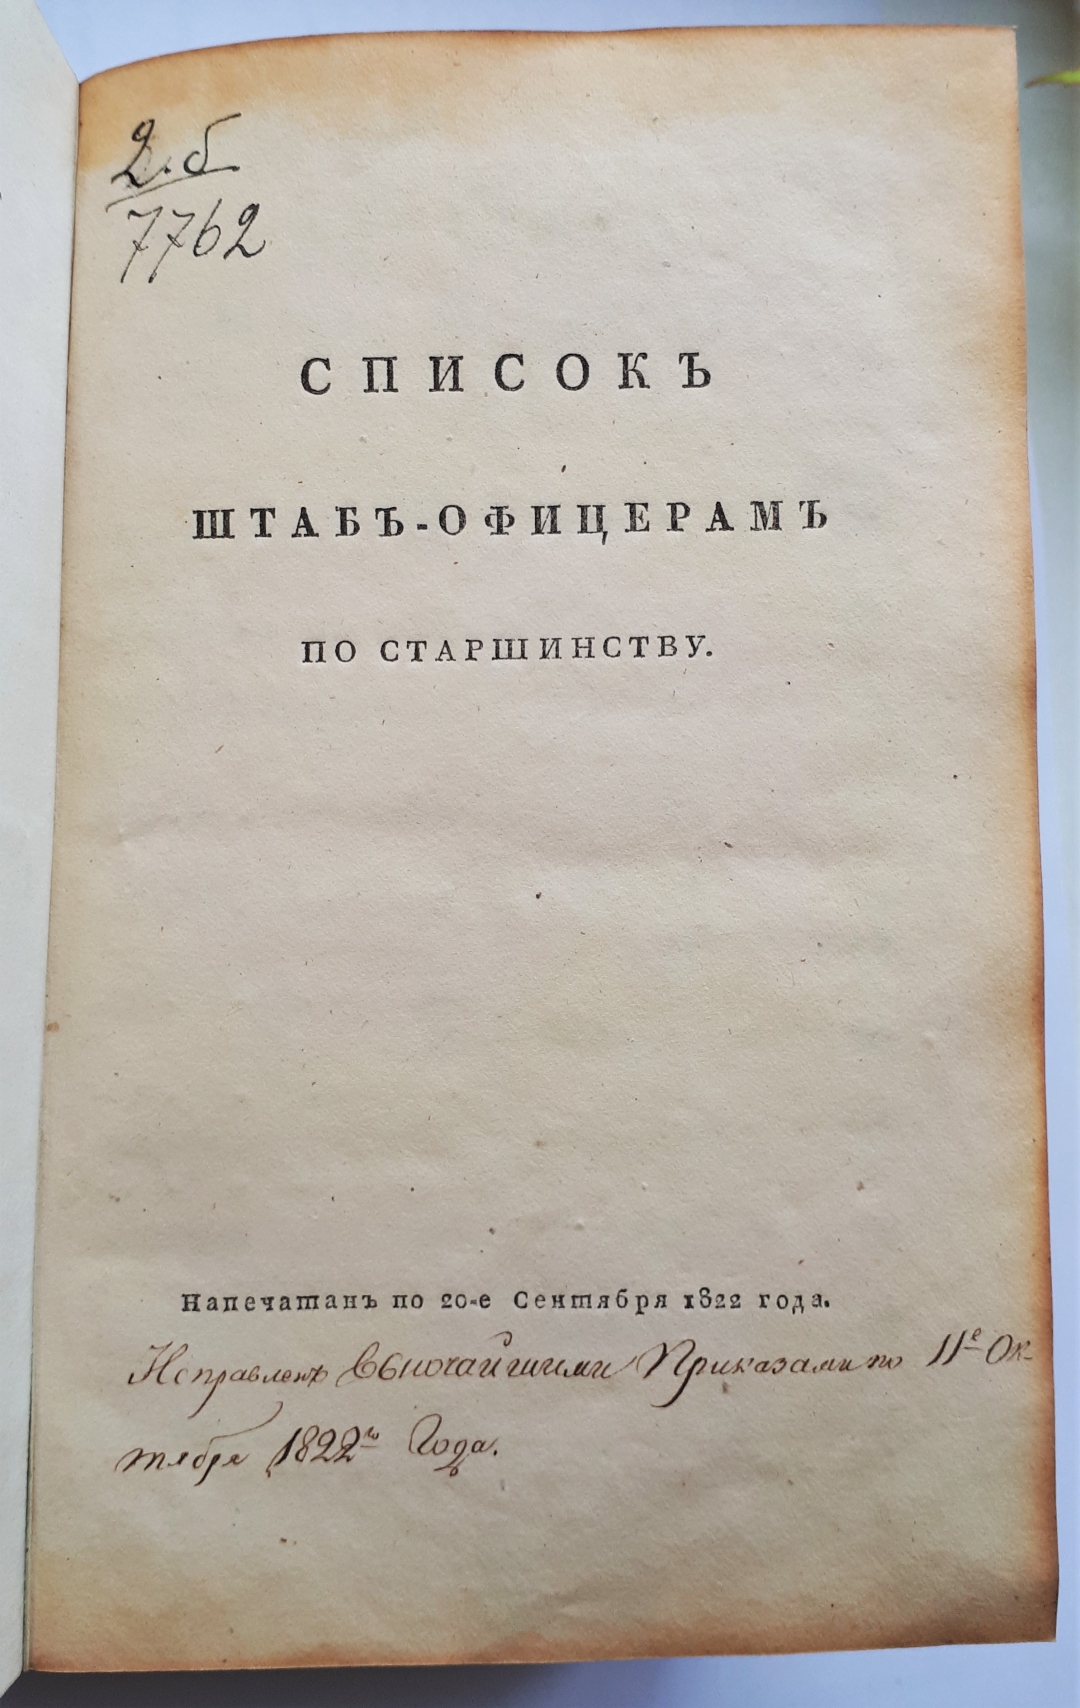 2.б
7762
СПИСОКЪ
ШТАБЪ-ОФИЦЕРАМЪ
ПО СТАРШИНСТВУ.
Напечатанъ по 20-е Сентября 1822 года.
Исправленъ Высочайшими Приказами по 11е Ок-
тября 1822го Года.